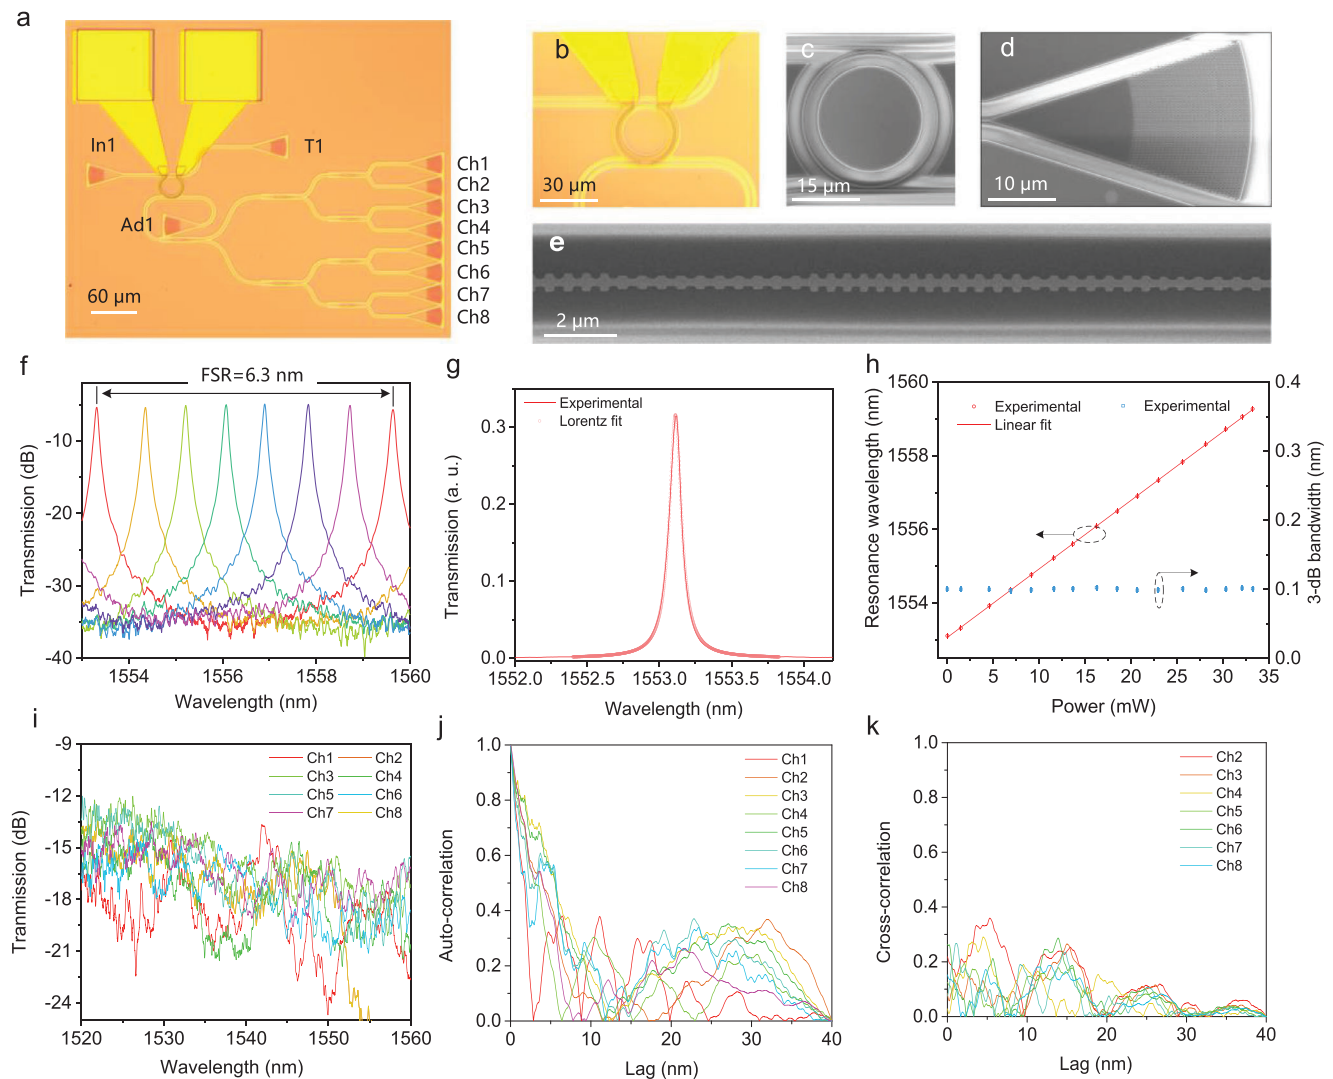 a
In1
T1
Ad1
Ch1
Ch2
Ch3
Ch4
Ch5
Ch6
Ch7
Ch8
60 μm
b
30 μm
c
15 μm
d
10 μm
e
2 μm
f
FSR=6.3 nm
Transmission (dB)
-10
-20
-30
-40
1554
1556
1558
1560
Wavelength (nm)
g
Experimental
Lorentz fit
Transmission (a. u.)
0.3
0.2
0.1
0.0
1552.0
1552.5
1553.0
1553.5
1554.0
Wavelength (nm)
h
Experimental
Linear fit
Experimental
Resonance wavelength (nm)
1560
1558
1556
1554
3-dB bandwidth (nm)
0.4
0.3
0.2
0.1
0.0
0
5
10
15
20
25
30
35
Power (mW)
i
Ch1
Ch2
Ch3
Ch4
Ch5
Ch6
Ch7
Ch8
Tranmission (dB)
-9
-12
-15
-18
-21
-24
1520
1530
1540
1550
1560
Wavelength (nm)
j
Ch1
Ch2
Ch3
Ch4
Ch5
Ch6
Ch7
Ch8
Auto-correlation
1.0
0.8
0.6
0.4
0.2
0.0
0
10
20
30
40
Lag (nm)
k
Ch2
Ch3
Ch4
Ch5
Ch6
Ch7
Ch8
Cross-correlation
1.0
0.8
0.6
0.4
0.2
0.0
0
10
20
30
40
Lag (nm)